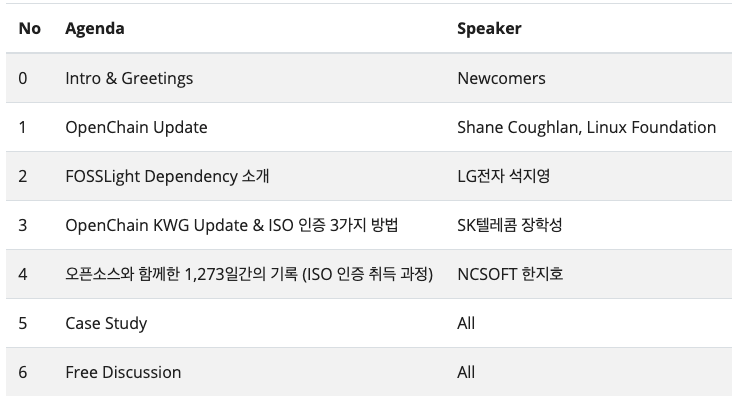 No Agenda Speaker
0 Intro & Greetings Newcomers
1 OpenChain Update Shane Coughlan, Linux Foundation
2 FOSSLight Dependency 소개 LG전자 석지영
3 OpenChain KWG Update & ISO 인증 3가지 방법 SK텔레콤 장학성
4 오픈소스와 함께한 1,273일간의 기록 (ISO 인증 취득 과정) NCSOFT 한지호
5 Case Study All
6 Free Discussion All